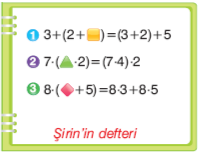 1 3+(2+🟧)=(3+2)+5
2 7·(▲·2)=(7·4)·2
3 8·(◆+5)=8·3+8·5
Şirin'in defteri